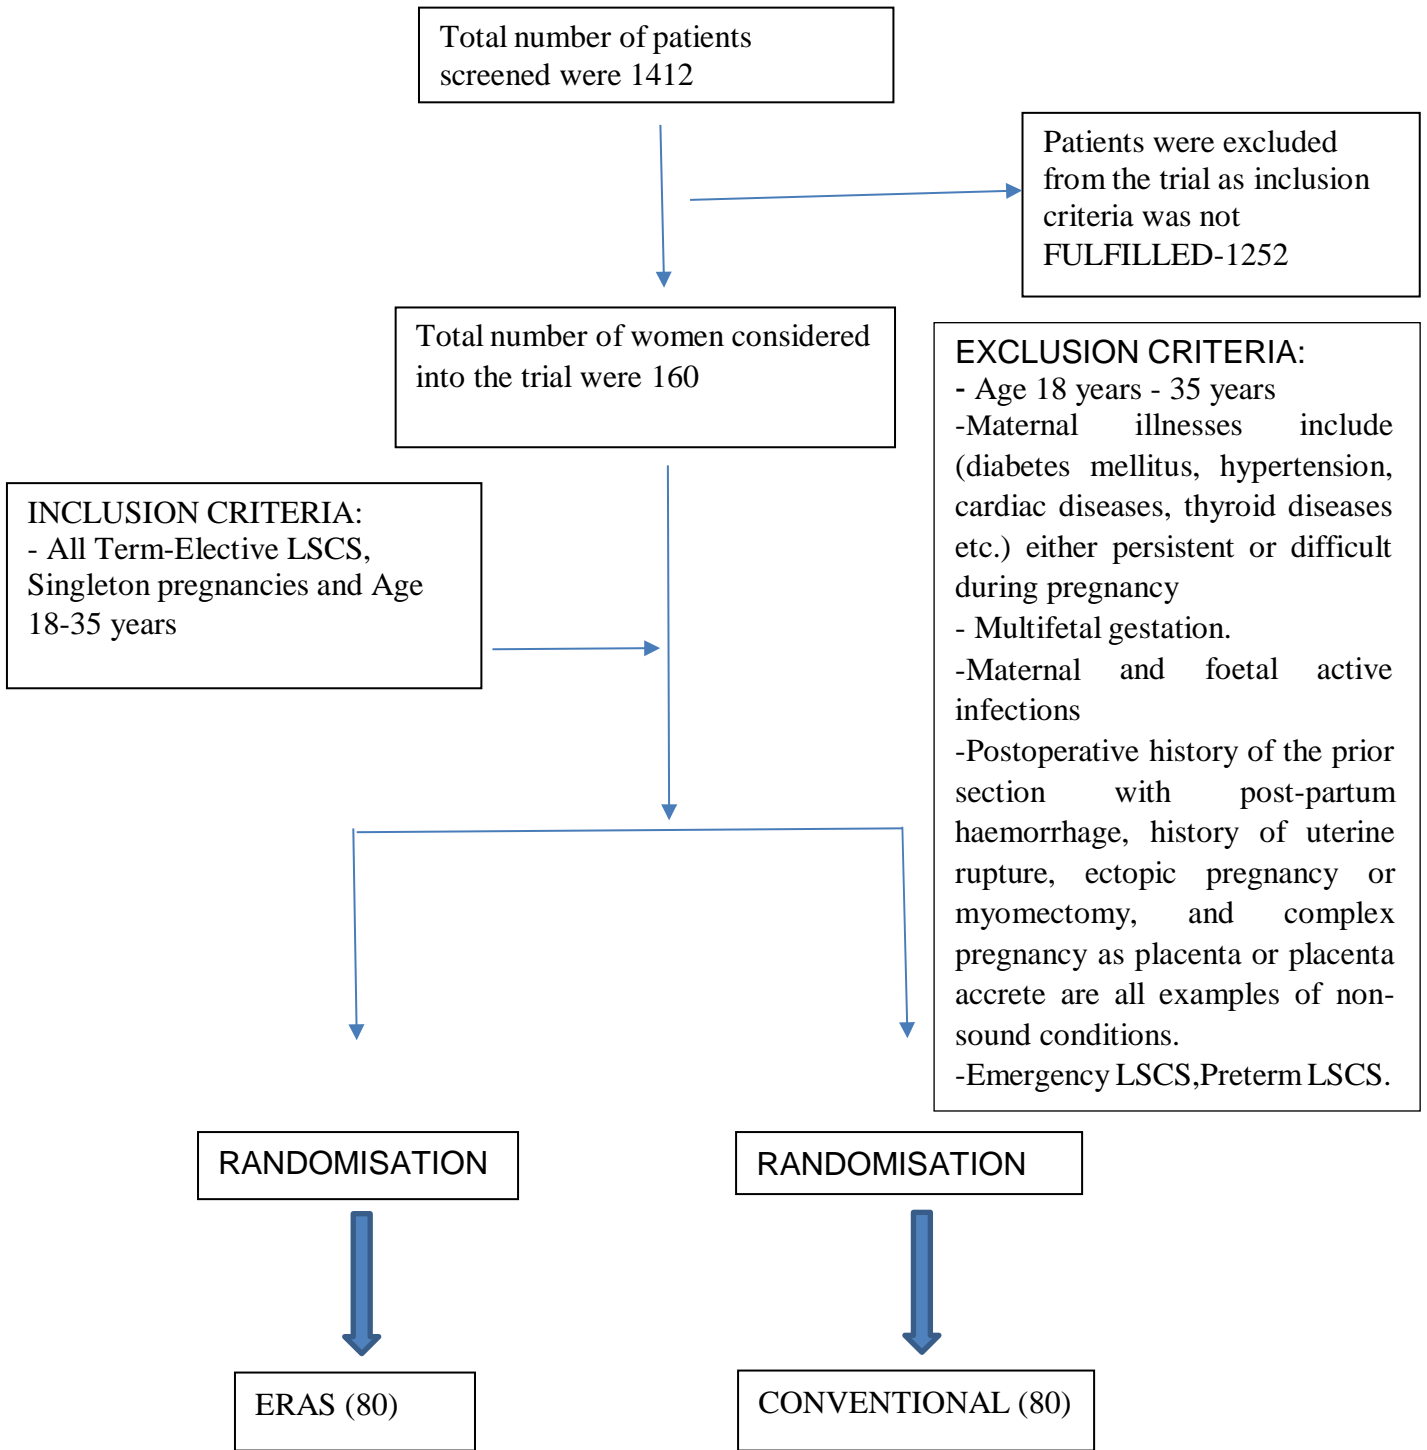 Total number of patients
screened were 1412
Patients were excluded
from the trial as inclusion
criteria was not
FULFILLED-1252
Total number of women considered
into the trial were 160
EXCLUSION CRITERIA:
- Age 18 years - 35 years
-Maternal illnesses include
(diabetes mellitus, hypertension,
cardiac diseases, thyroid diseases
etc.) either persistent or difficult
during pregnancy
- Multifetal gestation.
-Maternal and foetal active
infections
-Postoperative history of the prior
section with post-partum
haemorrhage, history of uterine
rupture, ectopic pregnancy or
myomectomy, and complex
pregnancy as placenta or placenta
accrete are all examples of non-
sound conditions.
-Emergency LSCS,Preterm LSCS.
INCLUSION CRITERIA:
- All Term-Elective LSCS,
Singleton pregnancies and Age
18-35 years
RANDOMISATION
RANDOMISATION
ERAS (80)
CONVENTIONAL (80)